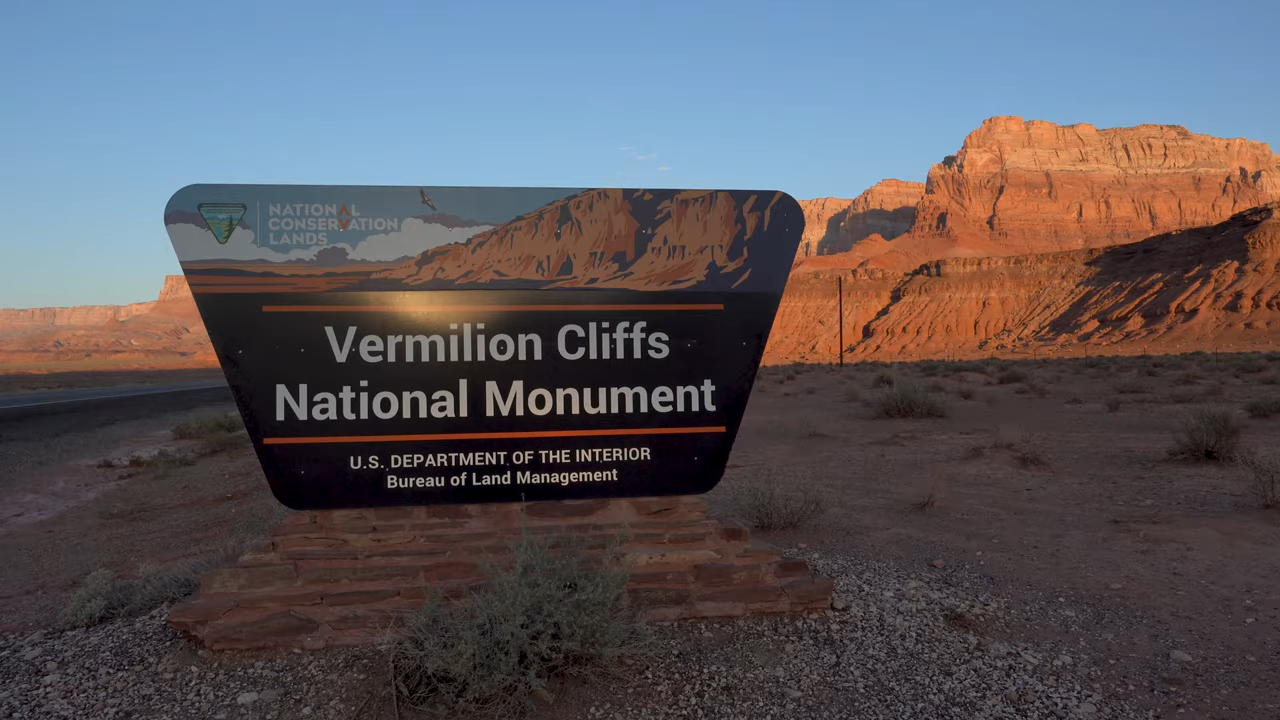 NATIONAL
CONSERVATION
LANDS
Vermilion Cliffs
National Monument
U.S. DEPARTMENT OF THE INTERIOR
Bureau of Land Management